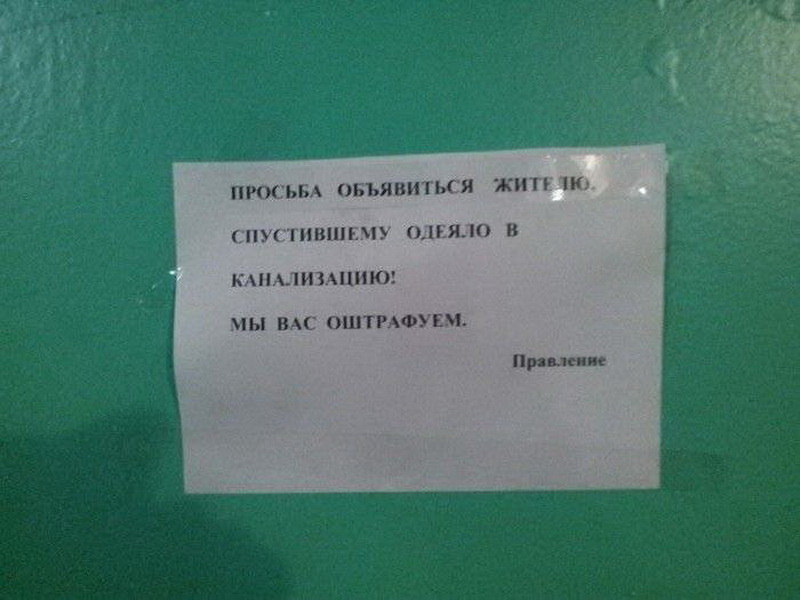 ПРОСЬБА ОБЪЯВИТЬСЯ ЖИТЕЛЮ,
СПУСТИВШЕМУ ОДЕЯЛО В
КАНАЛИЗАЦИЮ!
МЫ ВАС ОШТРАФУЕМ.
Правление